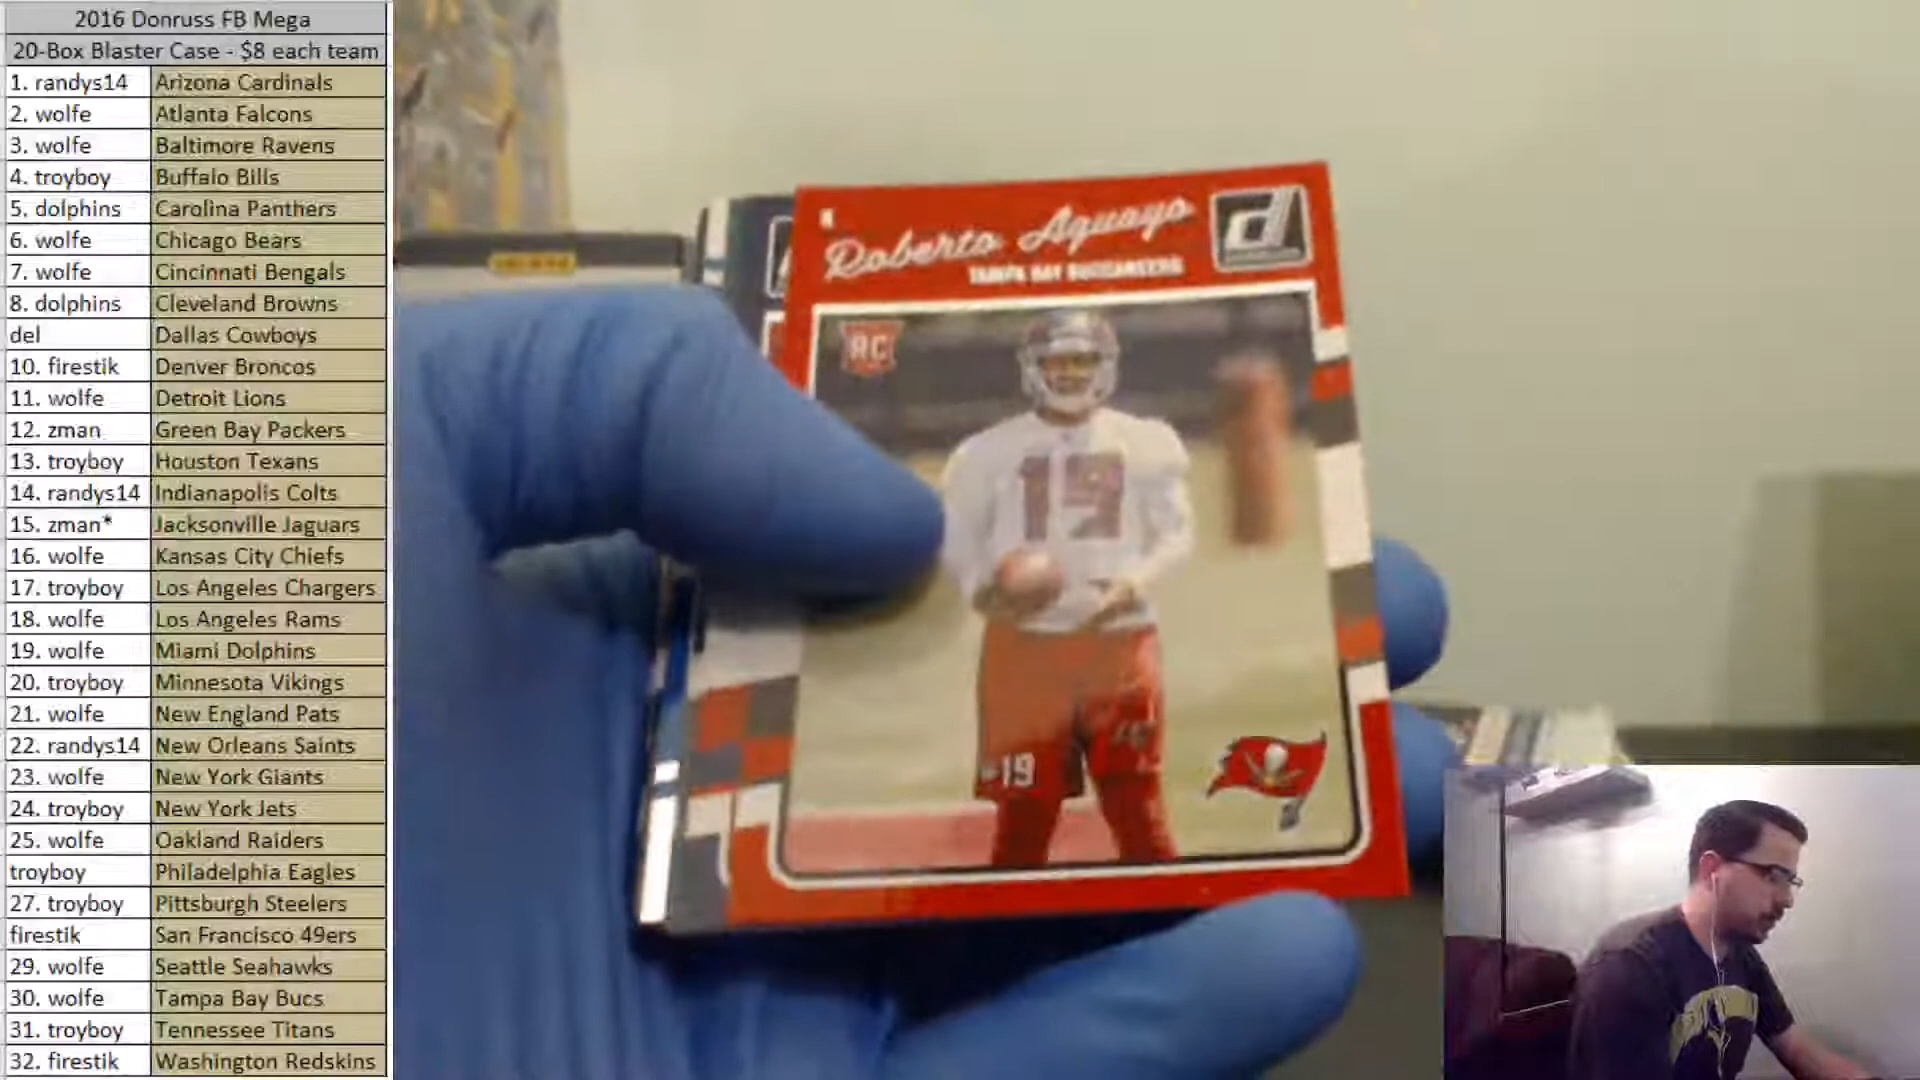 2016 Donruss FB Mega
20-Box Blaster Case - $8 each team
1. randys14 Arizona Cardinals
2. wolfe Atlanta Falcons
3. wolfe Baltimore Ravens
4. troyboy Buffalo Bills
5. dolphins Carolina Panthers
6. wolfe Chicago Bears
7. wolfe Cincinnati Bengals
8. dolphins Cleveland Browns
del Dallas Cowboys
10. firestik Denver Broncos
11. wolfe Detroit Lions
12. zman Green Bay Packers
13. troyboy Houston Texans
14. randys14 Indianapolis Colts
15. zman* Jacksonville Jaguars
16. wolfe Kansas City Chiefs
17. troyboy Los Angeles Chargers
18. wolfe Los Angeles Rams
19. wolfe Miami Dolphins
20. troyboy Minnesota Vikings
21. wolfe New England Pats
22. randys14 New Orleans Saints
23. wolfe New York Giants
24. troyboy New York Jets
25. wolfe Oakland Raiders
troyboy Philadelphia Eagles
27. troyboy Pittsburgh Steelers
firestik San Francisco 49ers
29. wolfe Seattle Seahawks
30. wolfe Tampa Bay Bucs
31. troyboy Tennessee Titans
32. firestik Washington Redskins
K
Roberto Aguayo
TAMPA BAY BUCCANEERS
d
RC
19
19